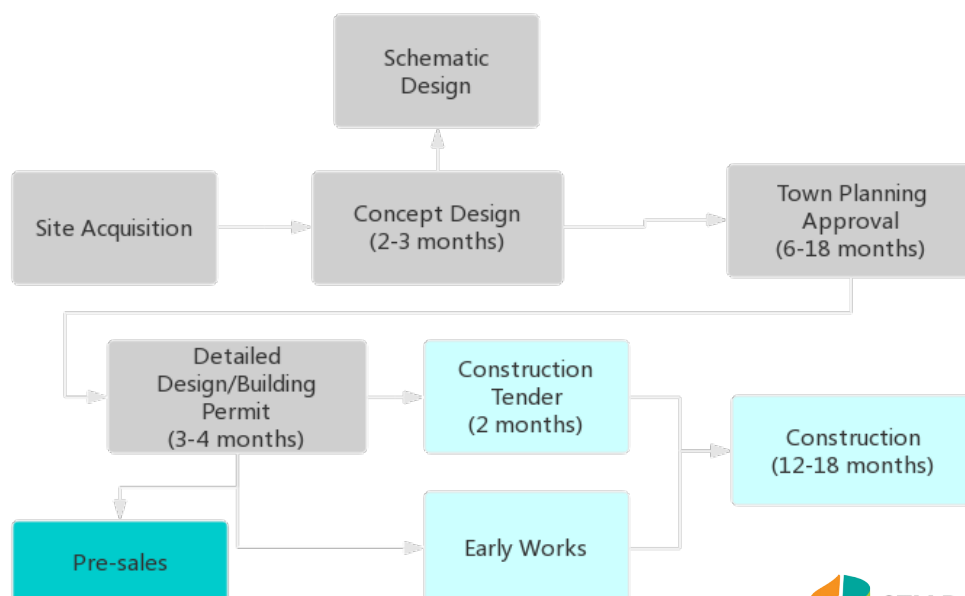 Schematic
Design
Site Acquisition
Concept Design
(2-3 months)
Town Planning
Approval
(6-18 months)
Detailed
Design/Building
Permit
(3-4 months)
Construction
Tender
(2 months)
Construction
(12-18 months)
Pre-sales
Early Works